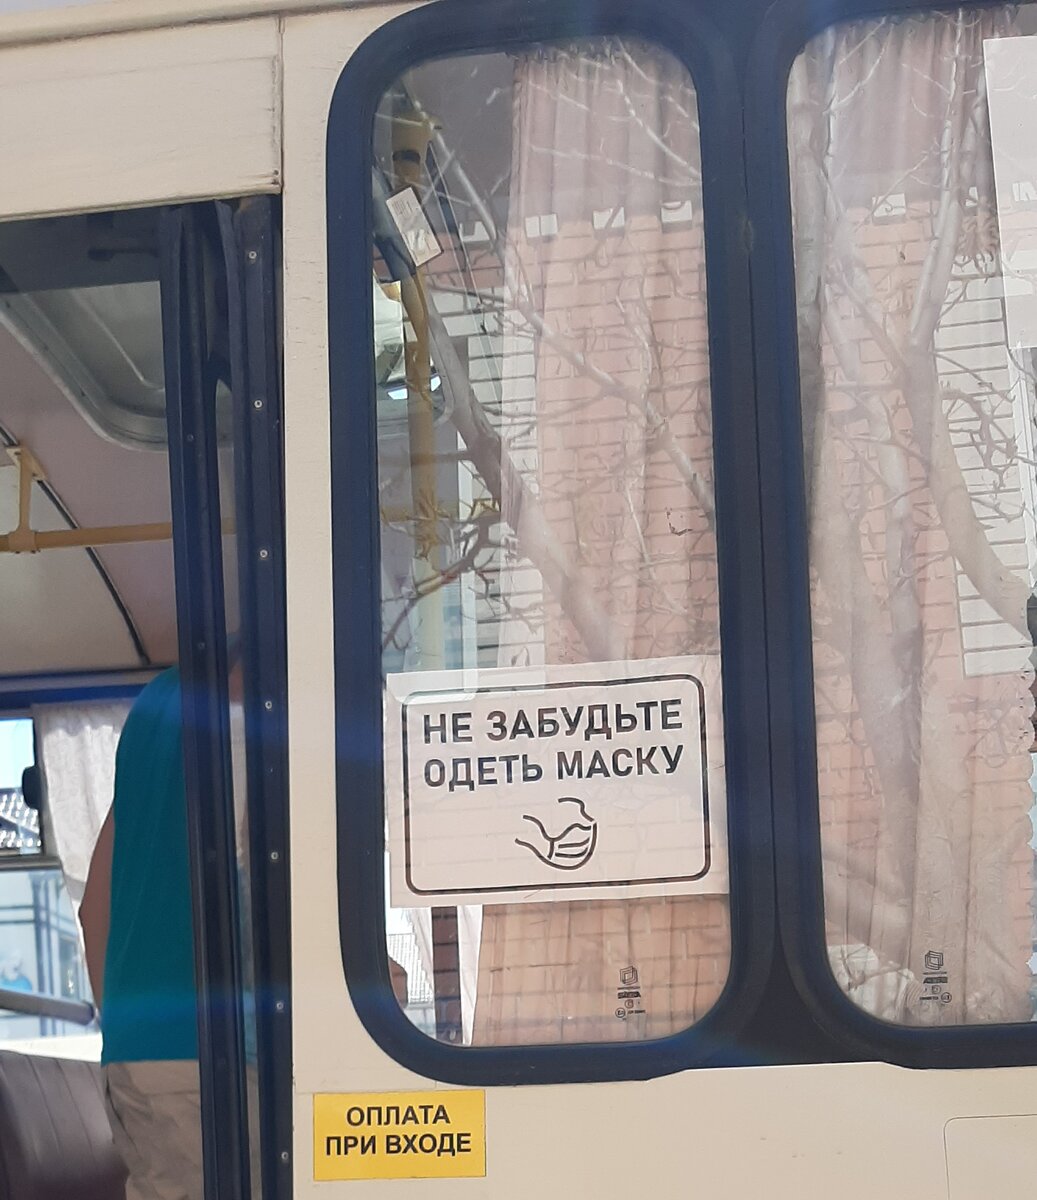 НЕ ЗАБУДЬТЕ
ОДЕТЬ МАСКУ
ОПЛАТА
ПРИ ВХОДЕ